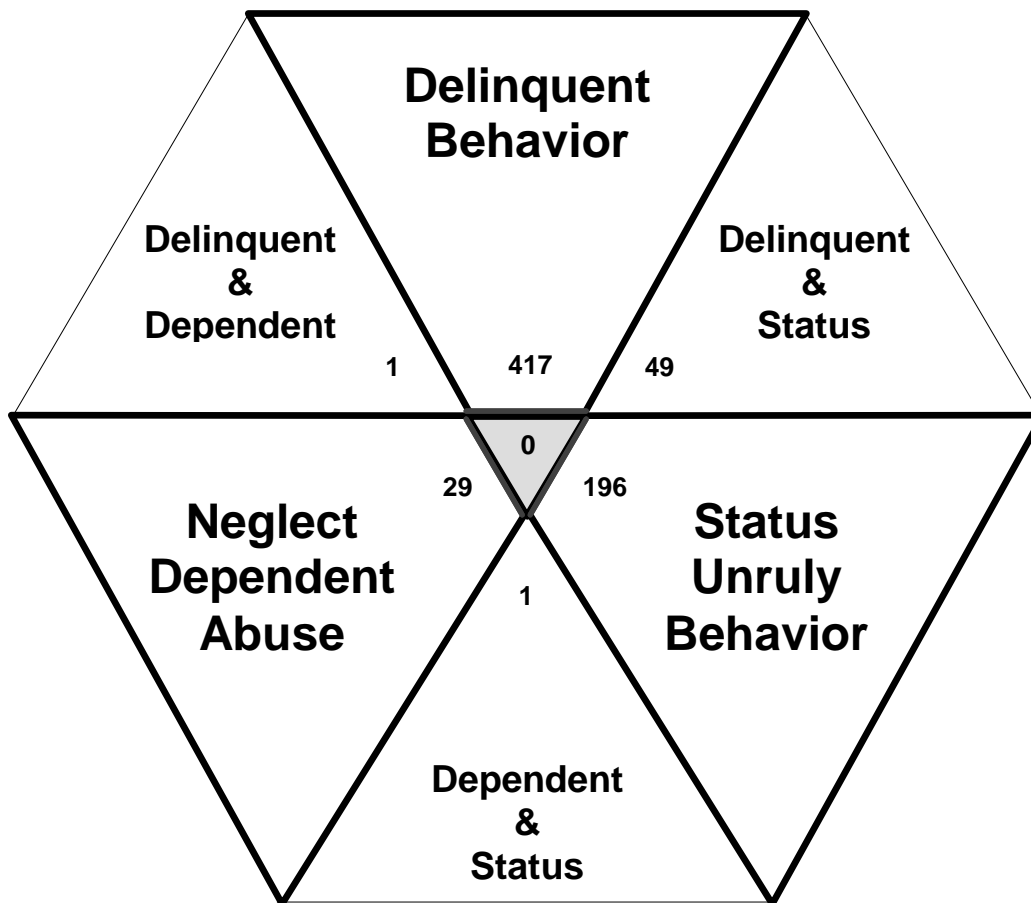 Delinquent
Behavior
Delinquent
&
Dependent
Delinquent
&
Status
1
417
49
0
29
196
Neglect
Dependent
Abuse
Status
Unruly
Behavior
1
Dependent
&
Status